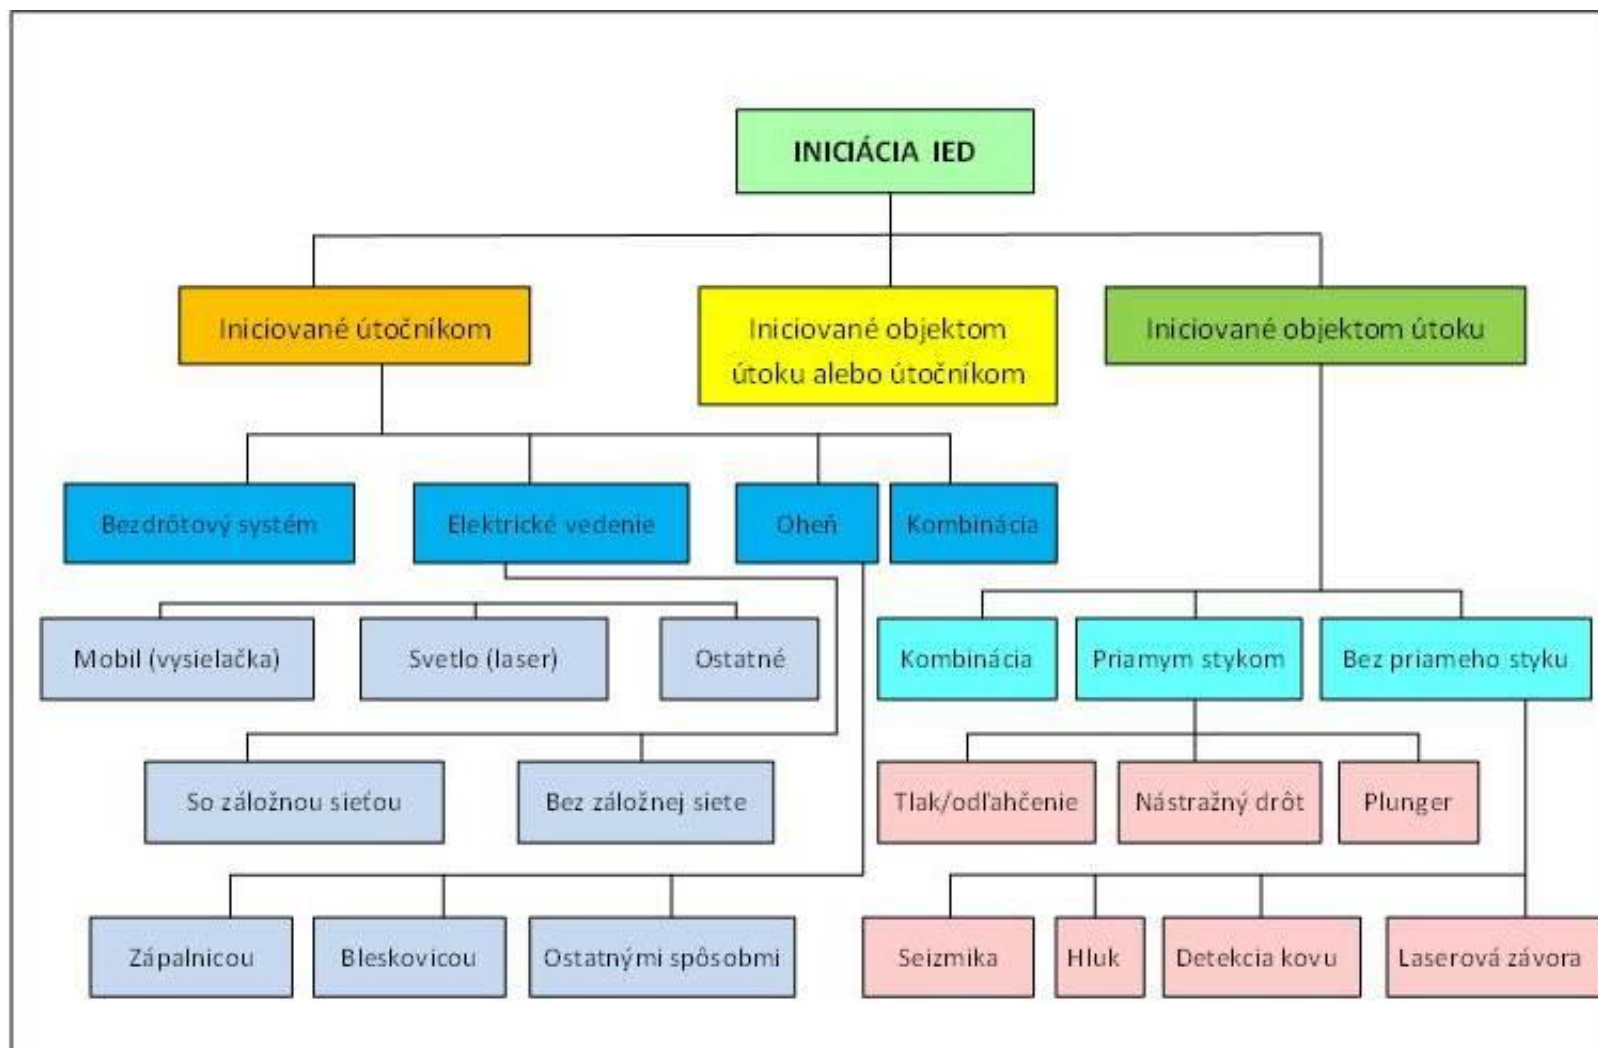 INICIÁCIA IED
Iniciované útočníkom
Iniciované objektom
útoku alebo útočníkom
Iniciované objektom útoku
Bezdrôtový systém
Elektrické vedenie
Oheň
Kombinácia
Mobil (vysielačka)
Svetlo (laser)
Ostatné
Kombinácia
Priamym stykom
Bez priameho styku
So záložnou sieťou
Bez záložnej siete
Tlak/odľahčenie
Nástražný drôt
Plunger
Zápalnicou
Bleskovicou
Ostatnými spôsobmi
Seizmika
Hluk
Detekcia kovu
Laserová závora